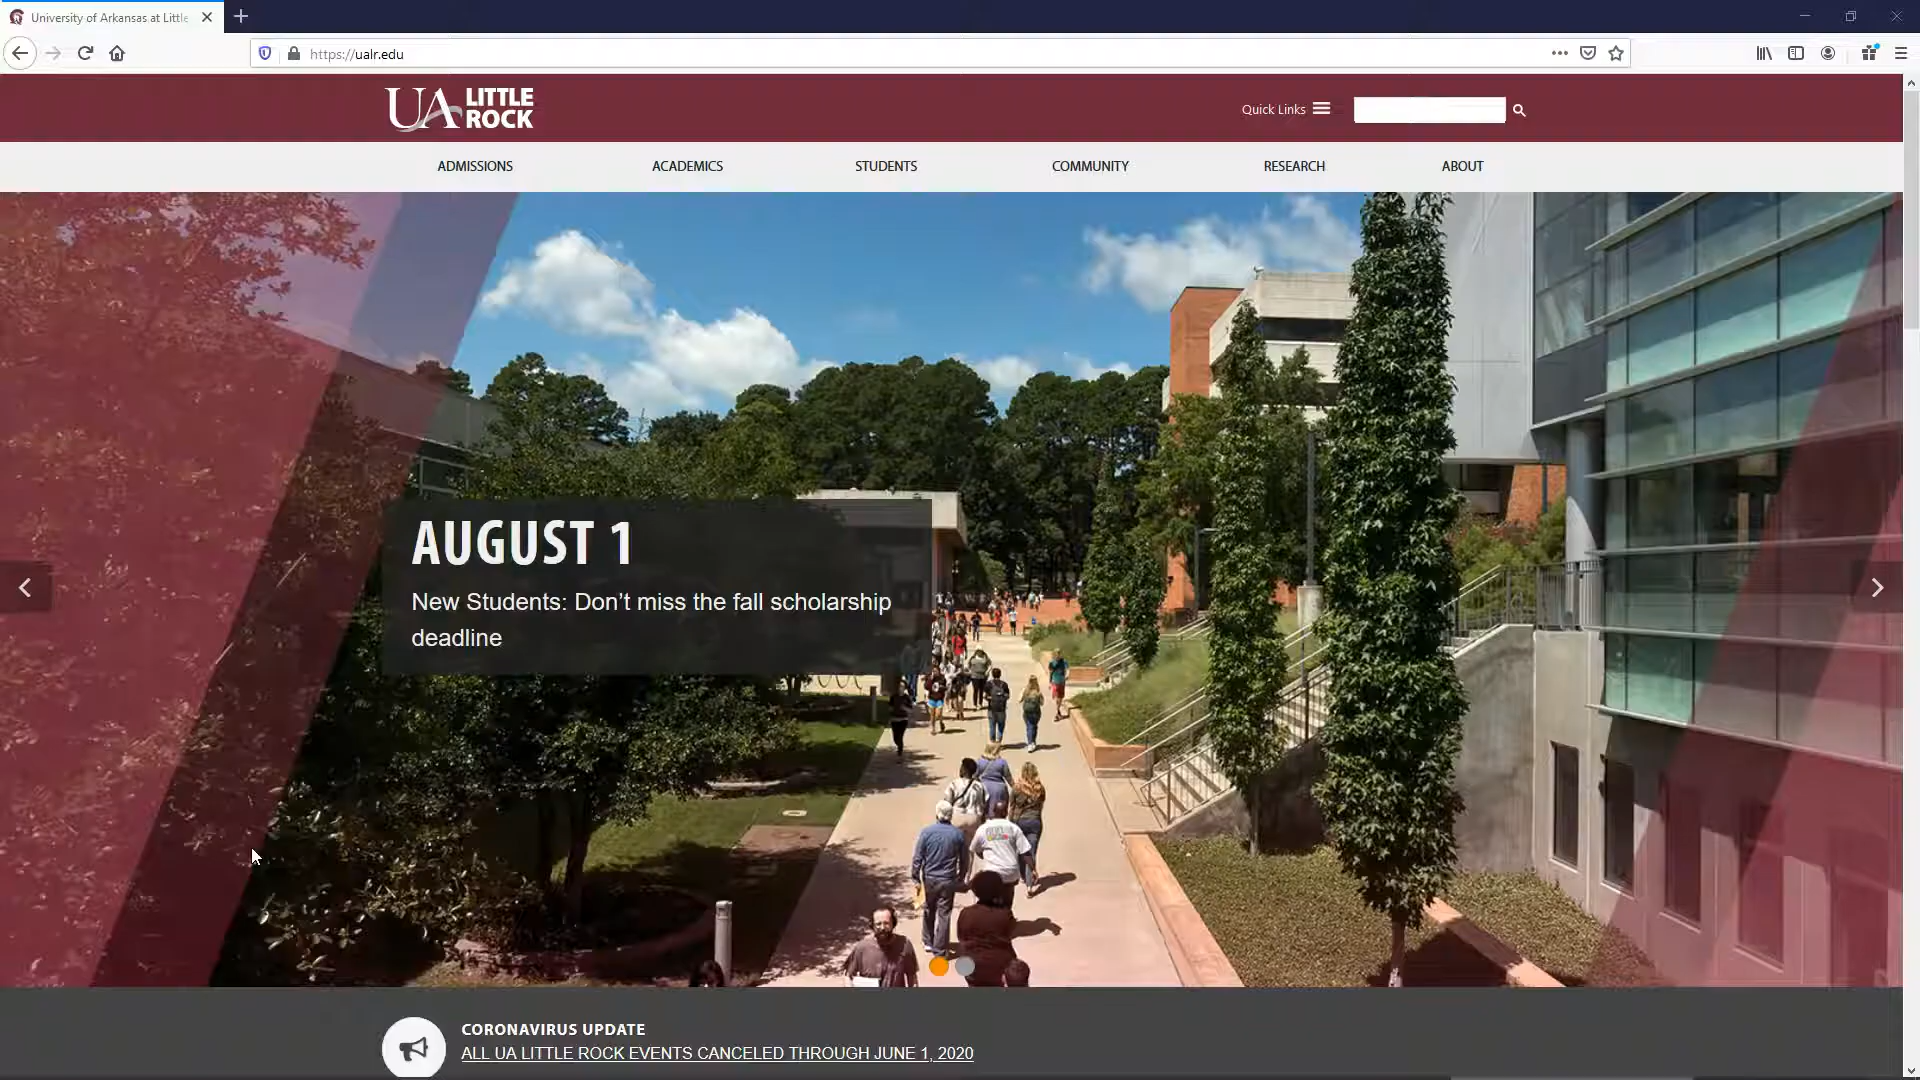 University of Arkansas at Little
https://ualr.edu
UA LITTLE ROCK
Quick Links
ADMISSIONS
ACADEMICS
STUDENTS
COMMUNITY
RESEARCH
ABOUT
AUGUST 1
New Students: Don’t miss the fall scholarship
deadline
CORONAVIRUS UPDATE
ALL UA LITTLE ROCK EVENTS CANCELED THROUGH JUNE 1, 2020